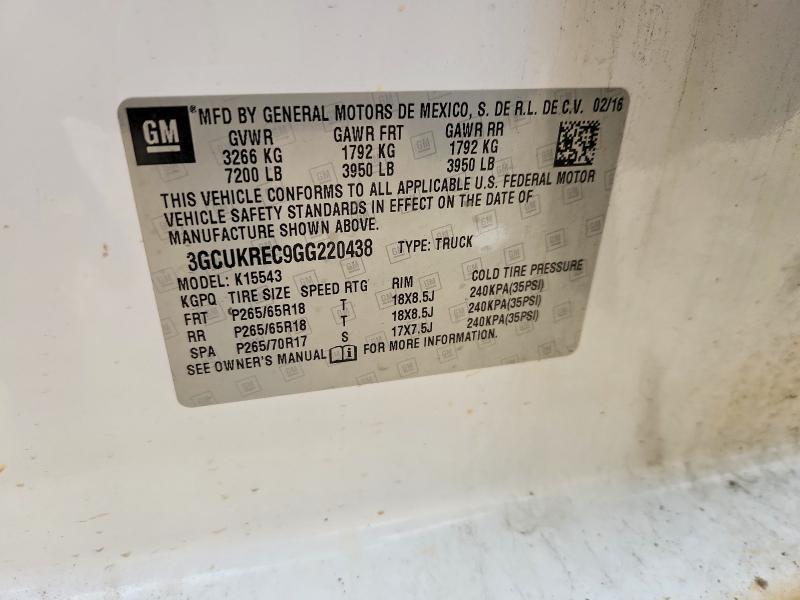 GM ® MFD BY GENERAL MOTORS DE MEXICO, S. DE R.L. DE C.V. 02/16
GVWR GAWR FRT GAWR RR
3266 KG 1792 KG 1792 KG
7200 LB 3950 LB 3950 LB
THIS VEHICLE CONFORMS TO ALL APPLICABLE U.S. FEDERAL MOTOR
VEHICLE SAFETY STANDARDS IN EFFECT ON THE DATE OF
MANUFACTURE SHOWN ABOVE.
3GCUKREC9GG220438 TYPE: TRUCK
MODEL: K15543
KGPQ TIRE SIZE SPEED RTG RIM COLD TIRE PRESSURE
FRT P265/65R18 T 18X8.5J 240KPA(35PSI)
RR P265/65R18 T 18X8.5J 240KPA(35PSI)
SPA P265/70R17 S 17X7.5J 240KPA(35PSI)
SEE OWNER'S MANUAL FOR MORE INFORMATION.